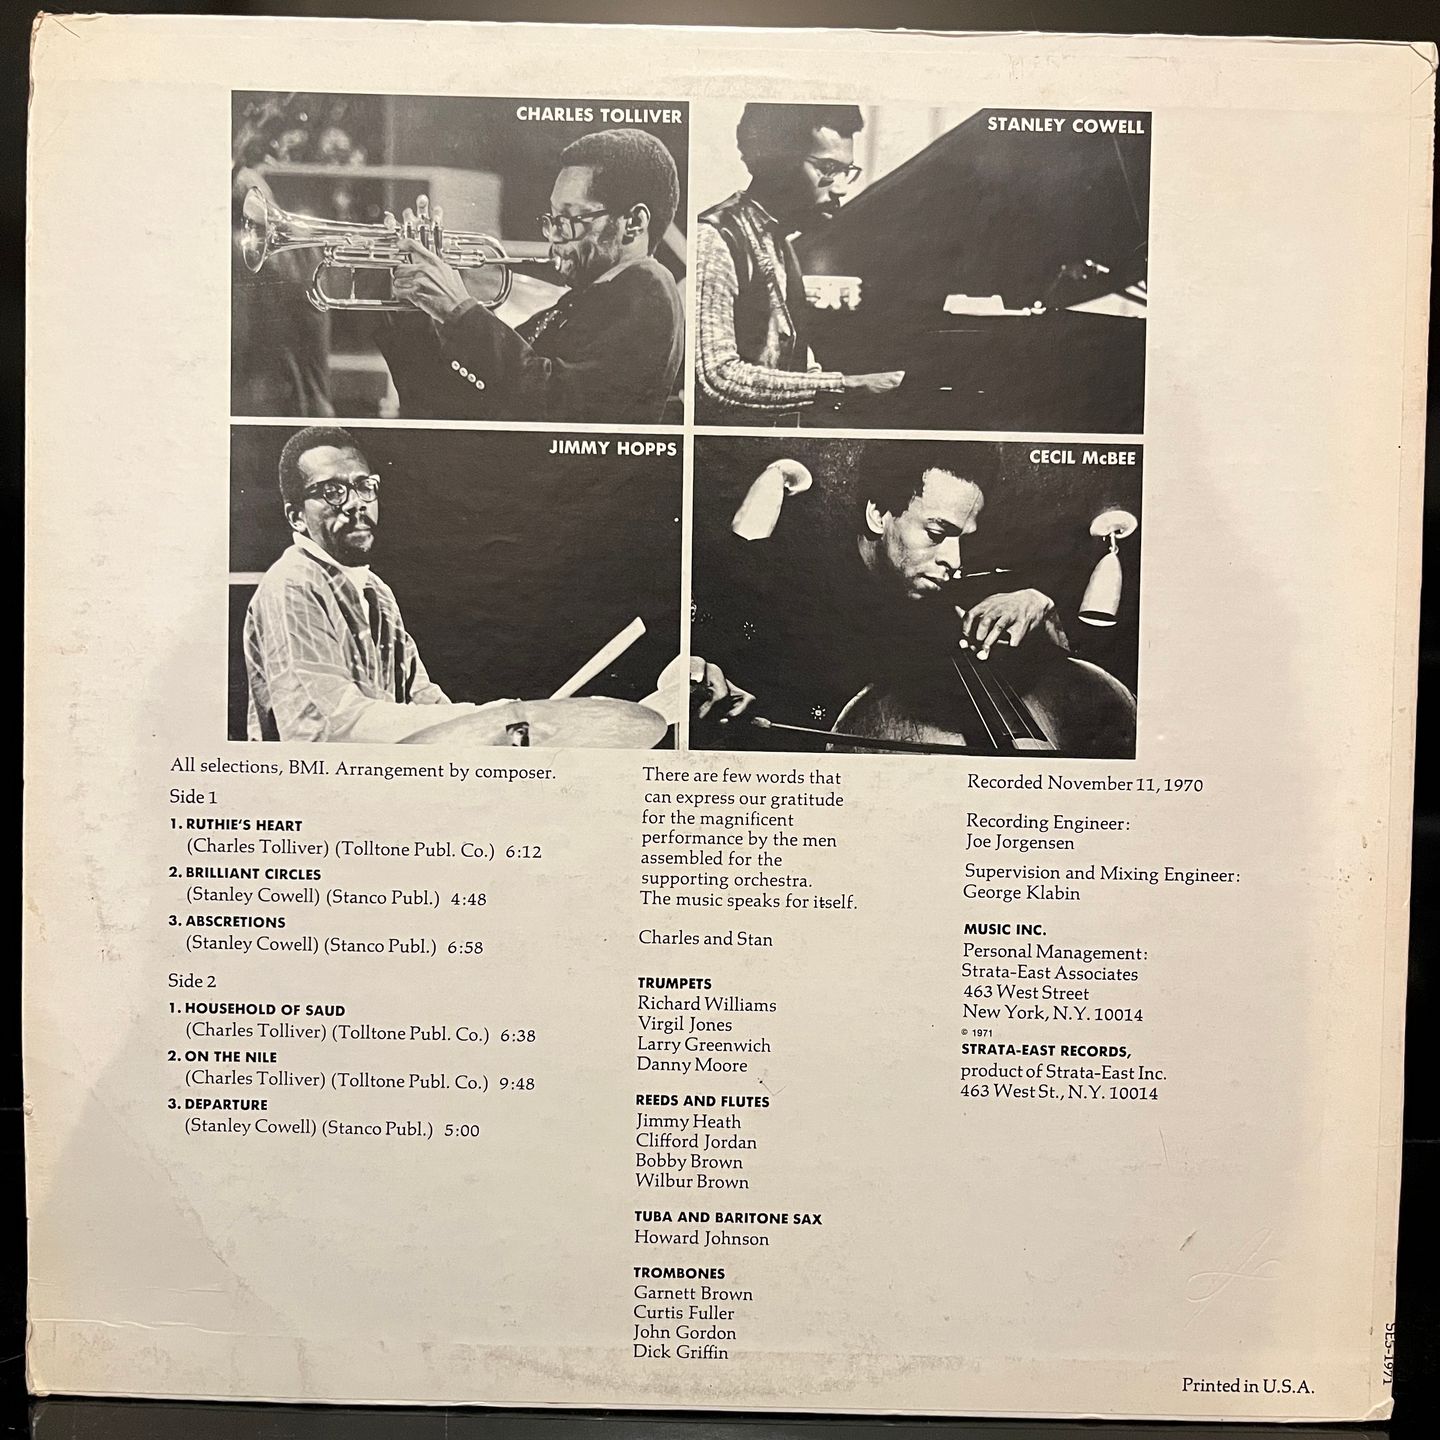 CHARLES TOLLIVER
STANLEY COWELL
JIMMY HOPPS
CECIL McBEE
All selections, BMI. Arrangement by composer.
Side 1
1. RUTHIE'S HEART
(Charles Tolliver) (Tolltone Publ. Co.) 6:12
2. BRILLIANT CIRCLES
(Stanley Cowell) (Stanco Publ.) 4:48
3. ABSCRETIONS
(Stanley Cowell) (Stanco Publ.) 6:58
Side 2
1. HOUSEHOLD OF SAUD
(Charles Tolliver) (Tolltone Publ. Co.) 6:38
2. ON THE NILE
(Charles Tolliver) (Tolltone Publ. Co.) 9:48
3. DEPARTURE
(Stanley Cowell) (Stanco Publ.) 5:00
There are few words that
can express our gratitude
for the magnificent
performance by the men
assembled for the
supporting orchestra.
The music speaks for itself.
Charles and Stan
TRUMPETS
Richard Williams
Virgil Jones
Larry Greenwich
Danny Moore
REEDS AND FLUTES
Jimmy Heath
Clifford Jordan
Bobby Brown
Wilbur Brown
TUBA AND BARITONE SAX
Howard Johnson
TROMBONES
Garnett Brown
Curtis Fuller
John Gordon
Dick Griffin
Recorded November 11, 1970
Recording Engineer:
Joe Jorgensen
Supervision and Mixing Engineer:
George Klabin
MUSIC INC.
Personal Management:
Strata-East Associates
463 West Street
New York, N.Y. 10014
© 1971
STRATA-EAST RECORDS,
product of Strata-East Inc.
463 West St., N.Y. 10014
SES-1971
Printed in U.S.A.